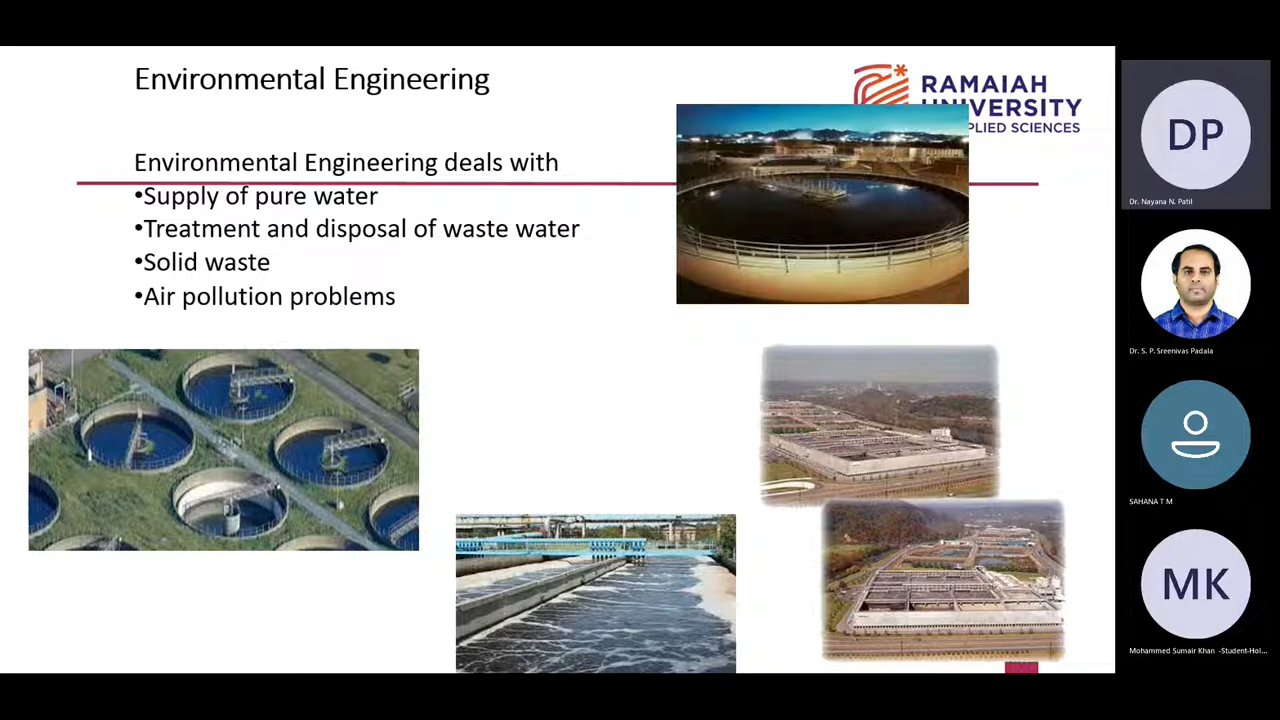 Environmental Engineering
RAMAIAH
UNIVERSITY
PLIED SCIENCES
Environmental Engineering deals with
•Supply of pure water
•Treatment and disposal of waste water
•Solid waste
•Air pollution problems
DP
Dr. Nayana N. Patil
Dr. S. P. Sreenivas Padala
SAHANA T M
MK
Mohammed Sumair Khan -Student-Hol...